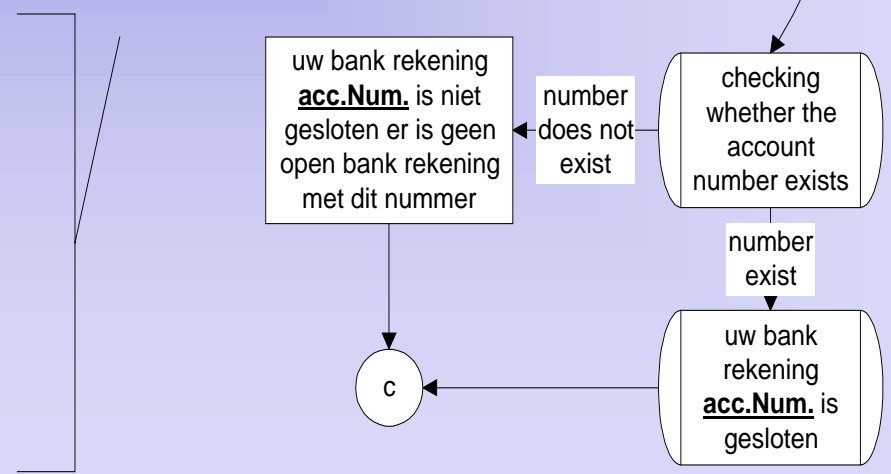 uw bank rekening
acc.Num. is niet
gesloten er is geen
open bank rekening
met dit nummer
number
does not
exist
checking
whether the
account
number exists
number
exist
uw bank
rekening
acc.Num. is
gesloten
c